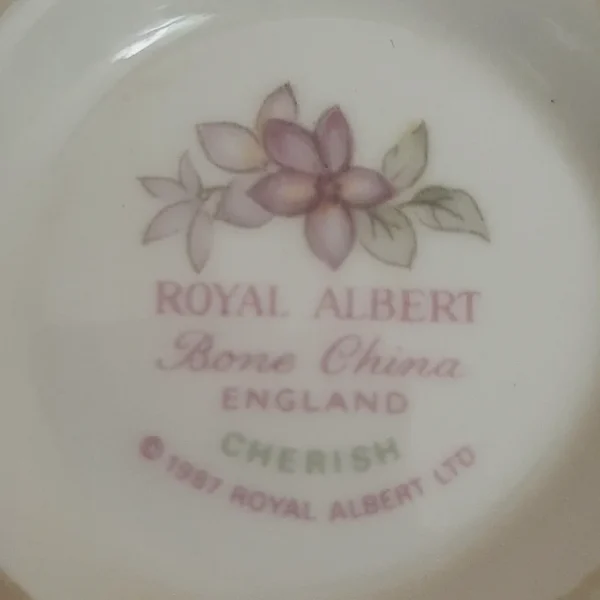 ROYAL ALBERT
Bone China
ENGLAND
CHERISH
© 1987 ROYAL ALBERT LTD